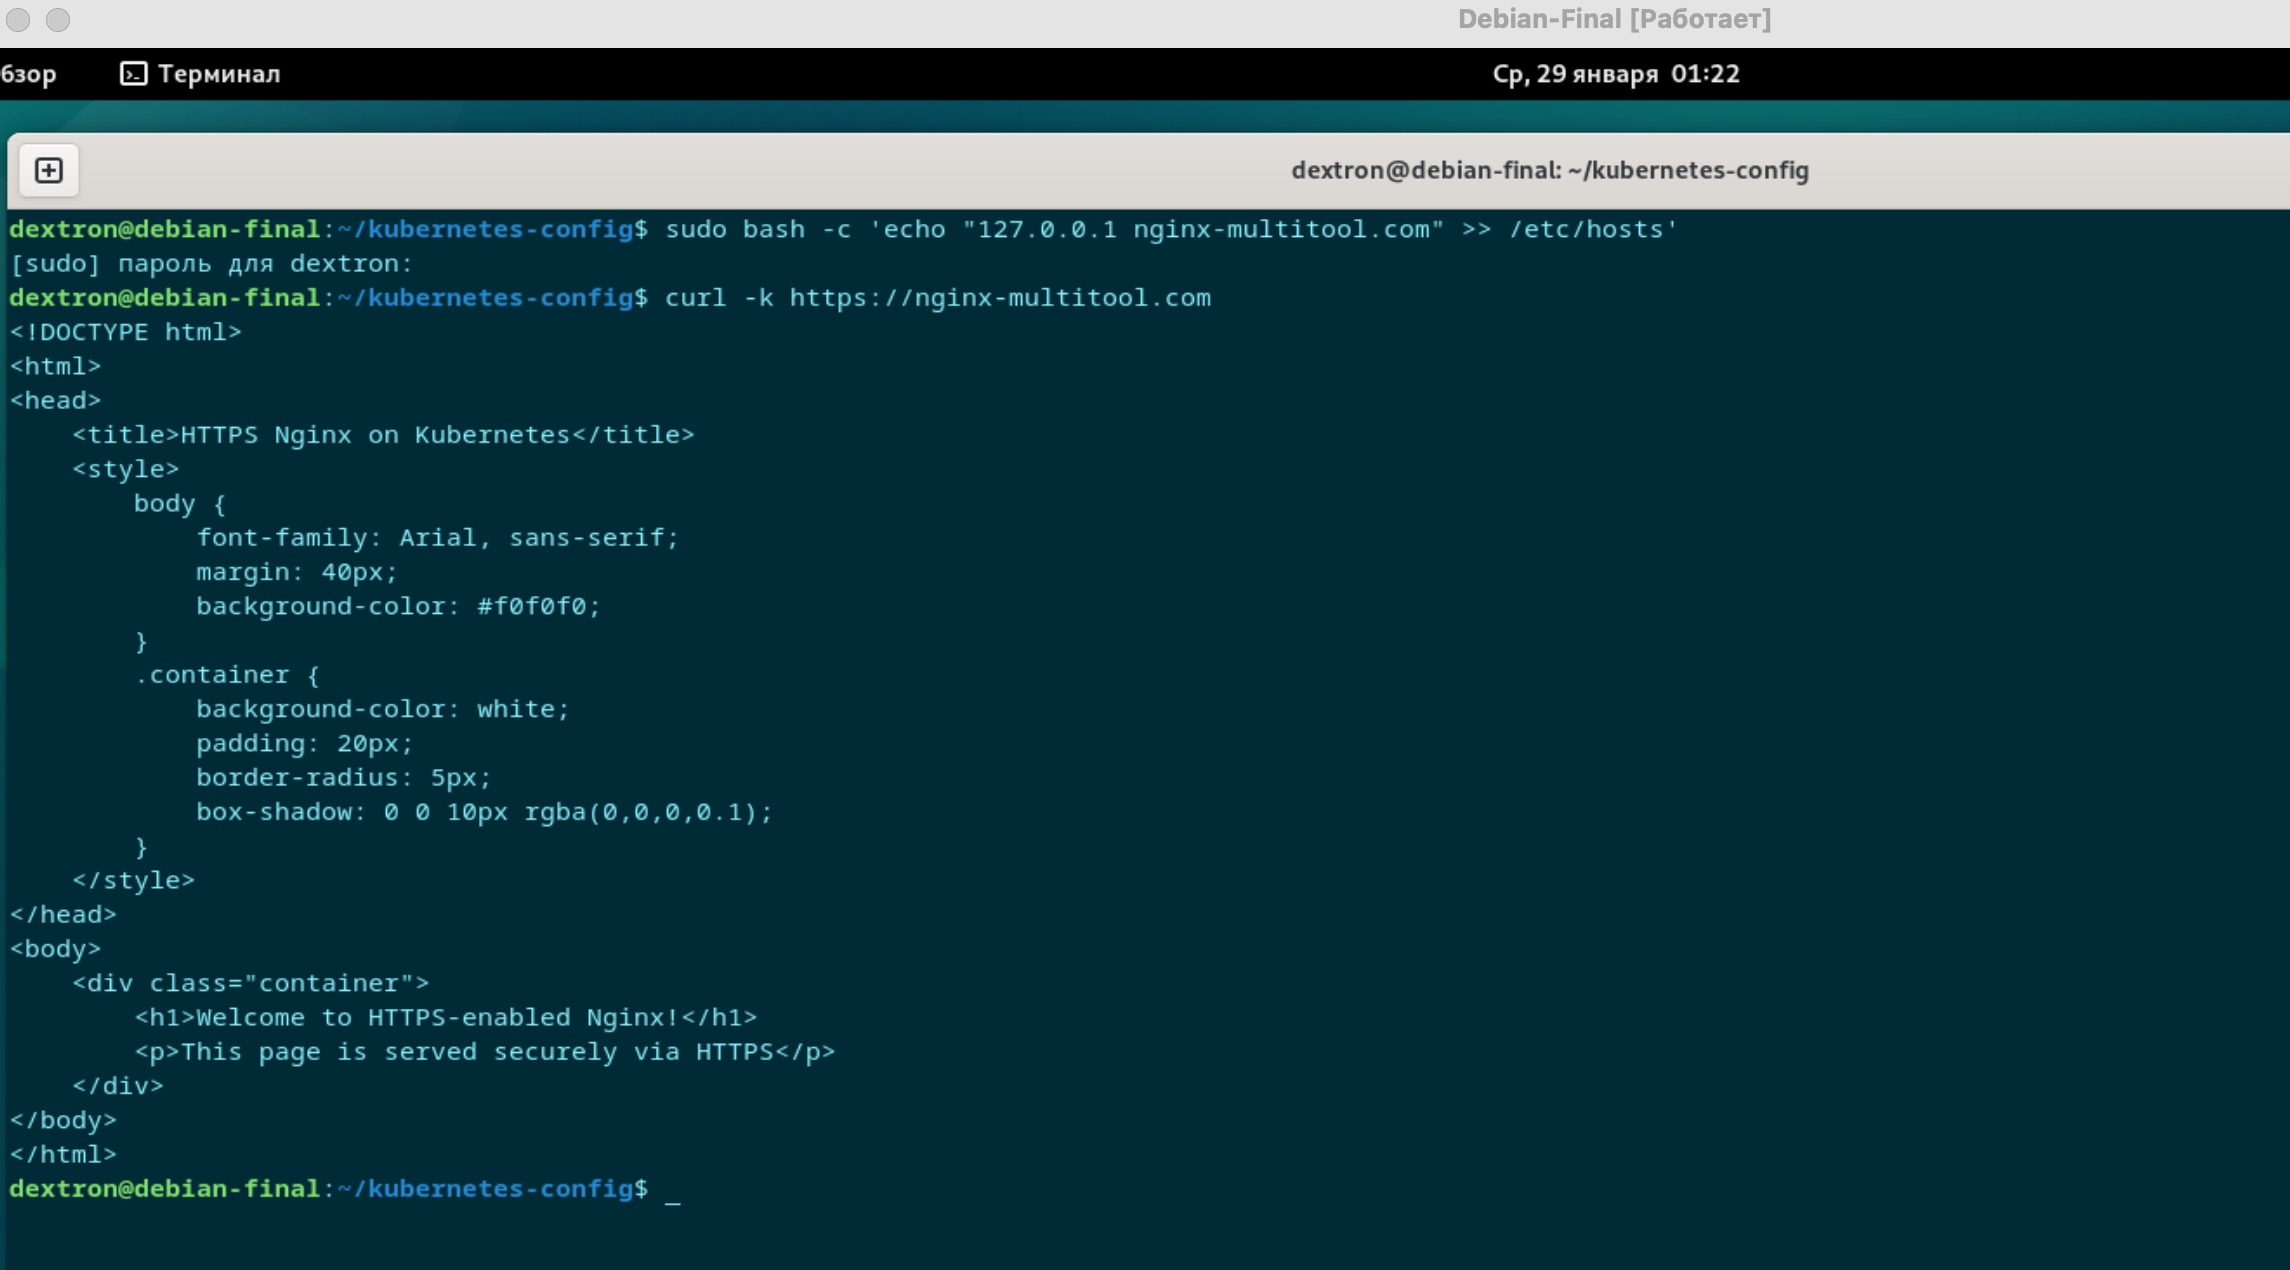 Debian-Final [Работает]
бзор Терминал Ср, 29 января 01:22
dextron@debian-final: ~/kubernetes-config
dextron@debian-final:~/kubernetes-config$ sudo bash -c 'echo "127.0.0.1 nginx-multitool.com" >> /etc/hosts'
[sudo] пароль для dextron:
dextron@debian-final:~/kubernetes-config$ curl -k https://nginx-multitool.com
<!DOCTYPE html>
<html>
<head>
    <title>HTTPS Nginx on Kubernetes</title>
    <style>
        body {
            font-family: Arial, sans-serif;
            margin: 40px;
            background-color: #f0f0f0;
        }
        .container {
            background-color: white;
            padding: 20px;
            border-radius: 5px;
            box-shadow: 0 0 10px rgba(0,0,0,0.1);
        }
    </style>
</head>
<body>
    <div class="container">
        <h1>Welcome to HTTPS-enabled Nginx!</h1>
        <p>This page is served securely via HTTPS</p>
    </div>
</body>
</html>
dextron@debian-final:~/kubernetes-config$ _